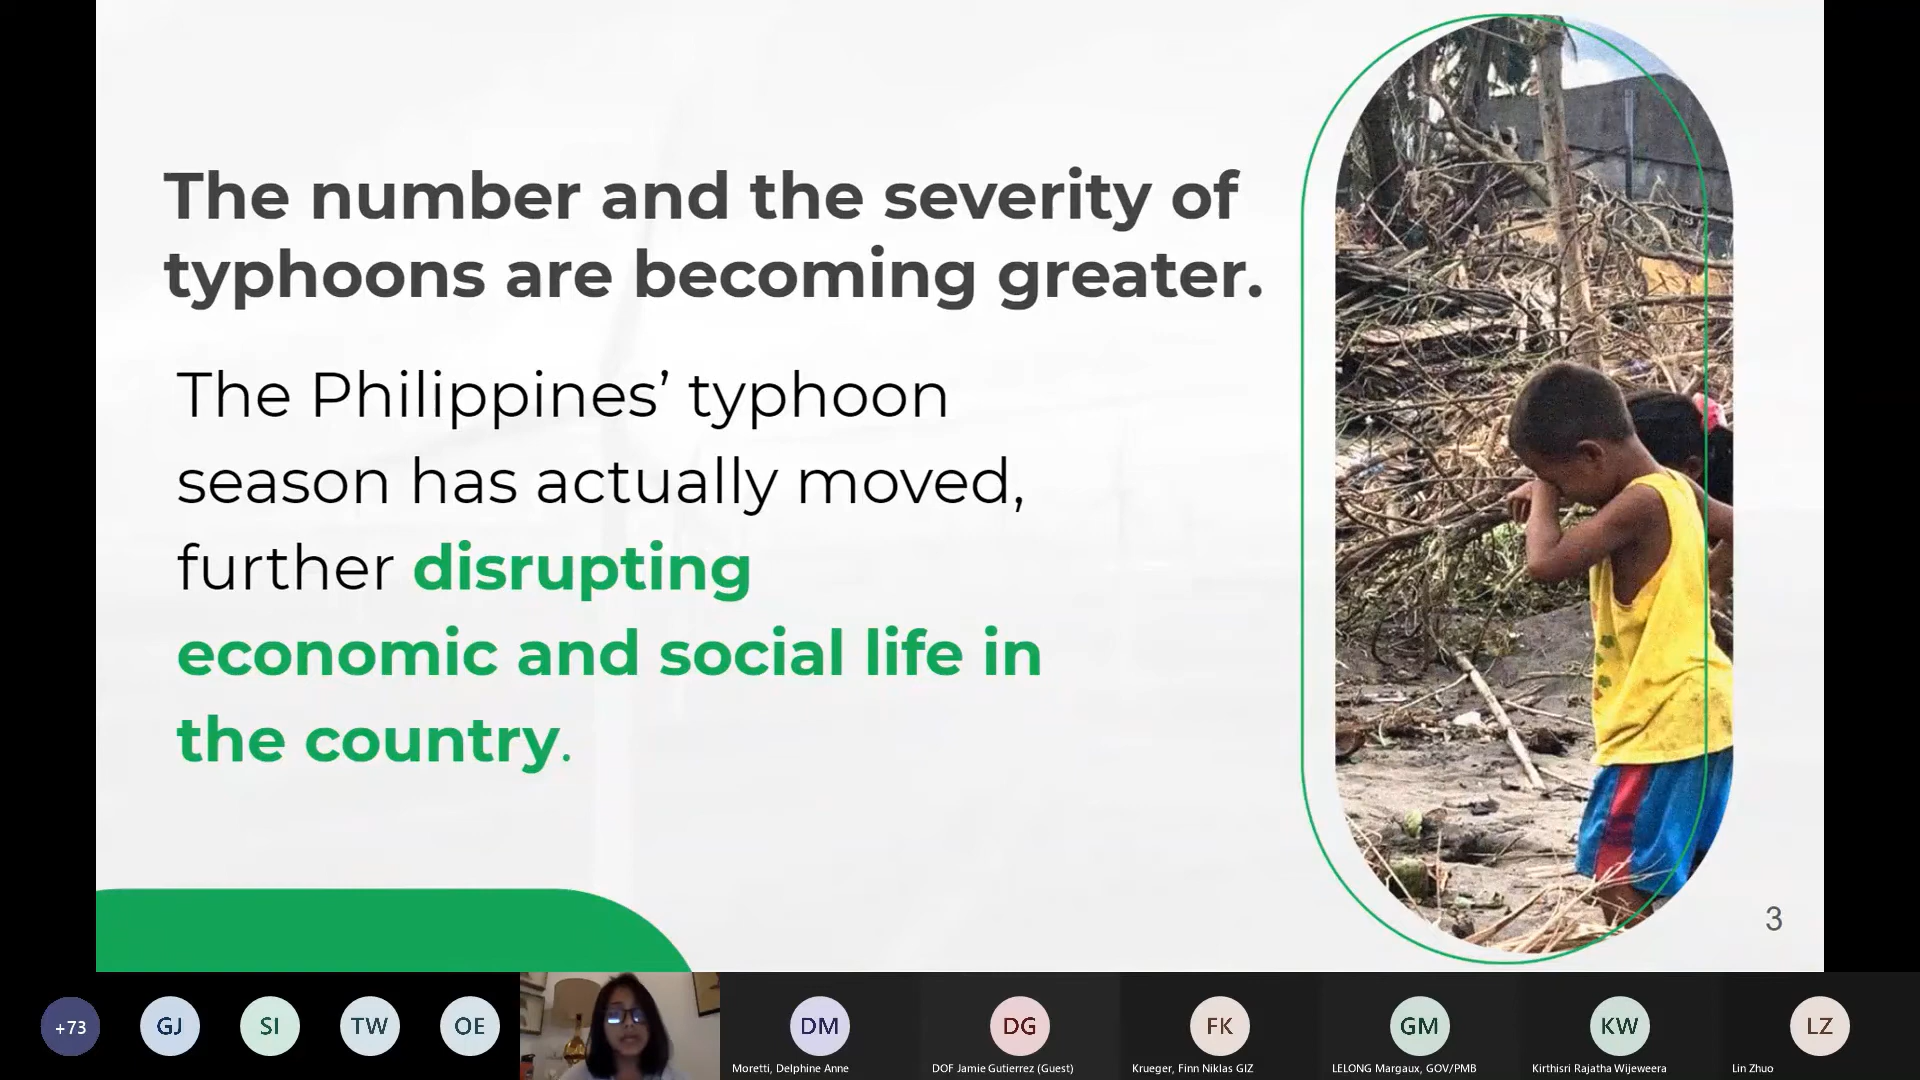 The number and the severity of
typhoons are becoming greater.
The Philippines’ typhoon
season has actually moved,
further disrupting
economic and social life in
the country.
3
+73
GJ
SI
TW
OE
DM
Moretti, Delphine Anne
DG
DOF Jamie Gutierrez (Guest)
FK
Krueger, Finn Niklas GIZ
GM
LELONG Margaux, GOV/PMB
KW
Kirthisri Rajatha Wijeweera
LZ
Lin Zhuo